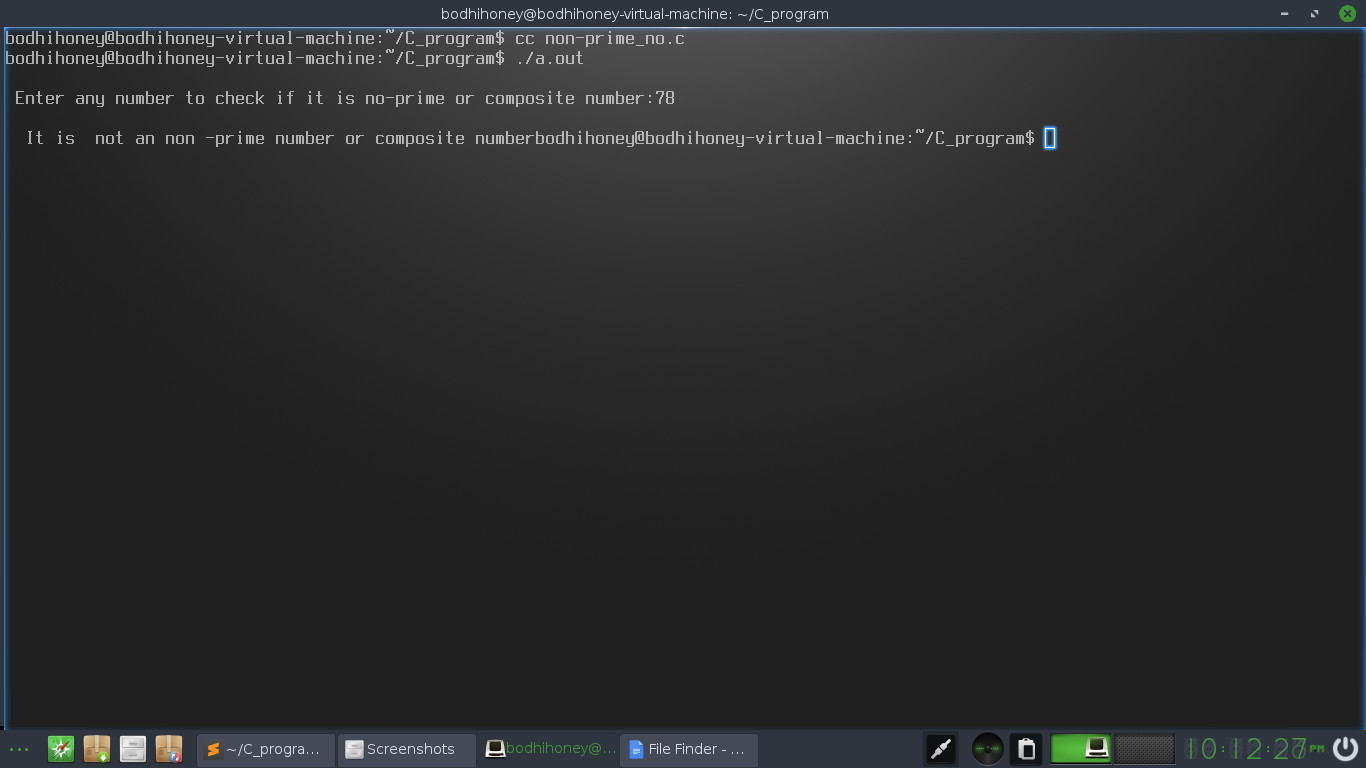 bodhihoney@bodhihoney-virtual-machine: ~/C_program
bodhihoney@bodhihoney-virtual-machine:~/C_program$ cc non-prime_no.c
bodhihoney@bodhihoney-virtual-machine:~/C_program$ ./a.out
Enter any number to check if it is no-prime or composite number:78
It is  not an non -prime number or composite numberbodhihoney@bodhihoney-virtual-machine:~/C_program$
~/C_progra... Screenshots bodhihoney@... File Finder - ... 10:12:27 PM